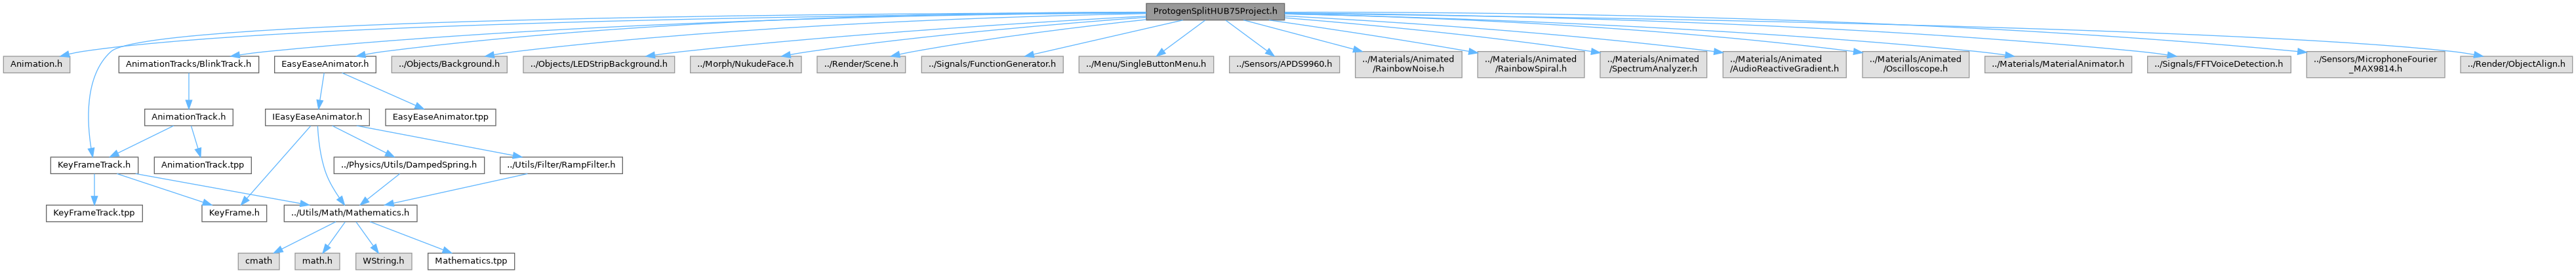 ProtogenSplitHUB75Project.h
Animation.h
AnimationTracks/BlinkTrack.h
EasyEaseAnimator.h
../Objects/Background.h
../Objects/LEDStripBackground.h
../Morph/NukudeFace.h
../Render/Scene.h
../Signals/FunctionGenerator.h
../Menu/SingleButtonMenu.h
../Sensors/APDS9960.h
../Materials/Animated
/RainbowNoise.h
../Materials/Animated
/RainbowSpiral.h
../Materials/Animated
/SpectrumAnalyzer.h
../Materials/Animated
/AudioReactiveGradient.h
../Materials/Animated
/Oscilloscope.h
../Materials/MaterialAnimator.h
../Signals/FFTVoiceDetection.h
../Sensors/MicrophoneFourier
_MAX9814.h
../Render/ObjectAlign.h
AnimationTrack.h
IEasyEaseAnimator.h
EasyEaseAnimator.tpp
KeyFrameTrack.h
AnimationTrack.tpp
../Physics/Utils/DampedSpring.h
../Utils/Filter/RampFilter.h
KeyFrameTrack.tpp
KeyFrame.h
../Utils/Math/Mathematics.h
cmath
math.h
WString.h
Mathematics.tpp